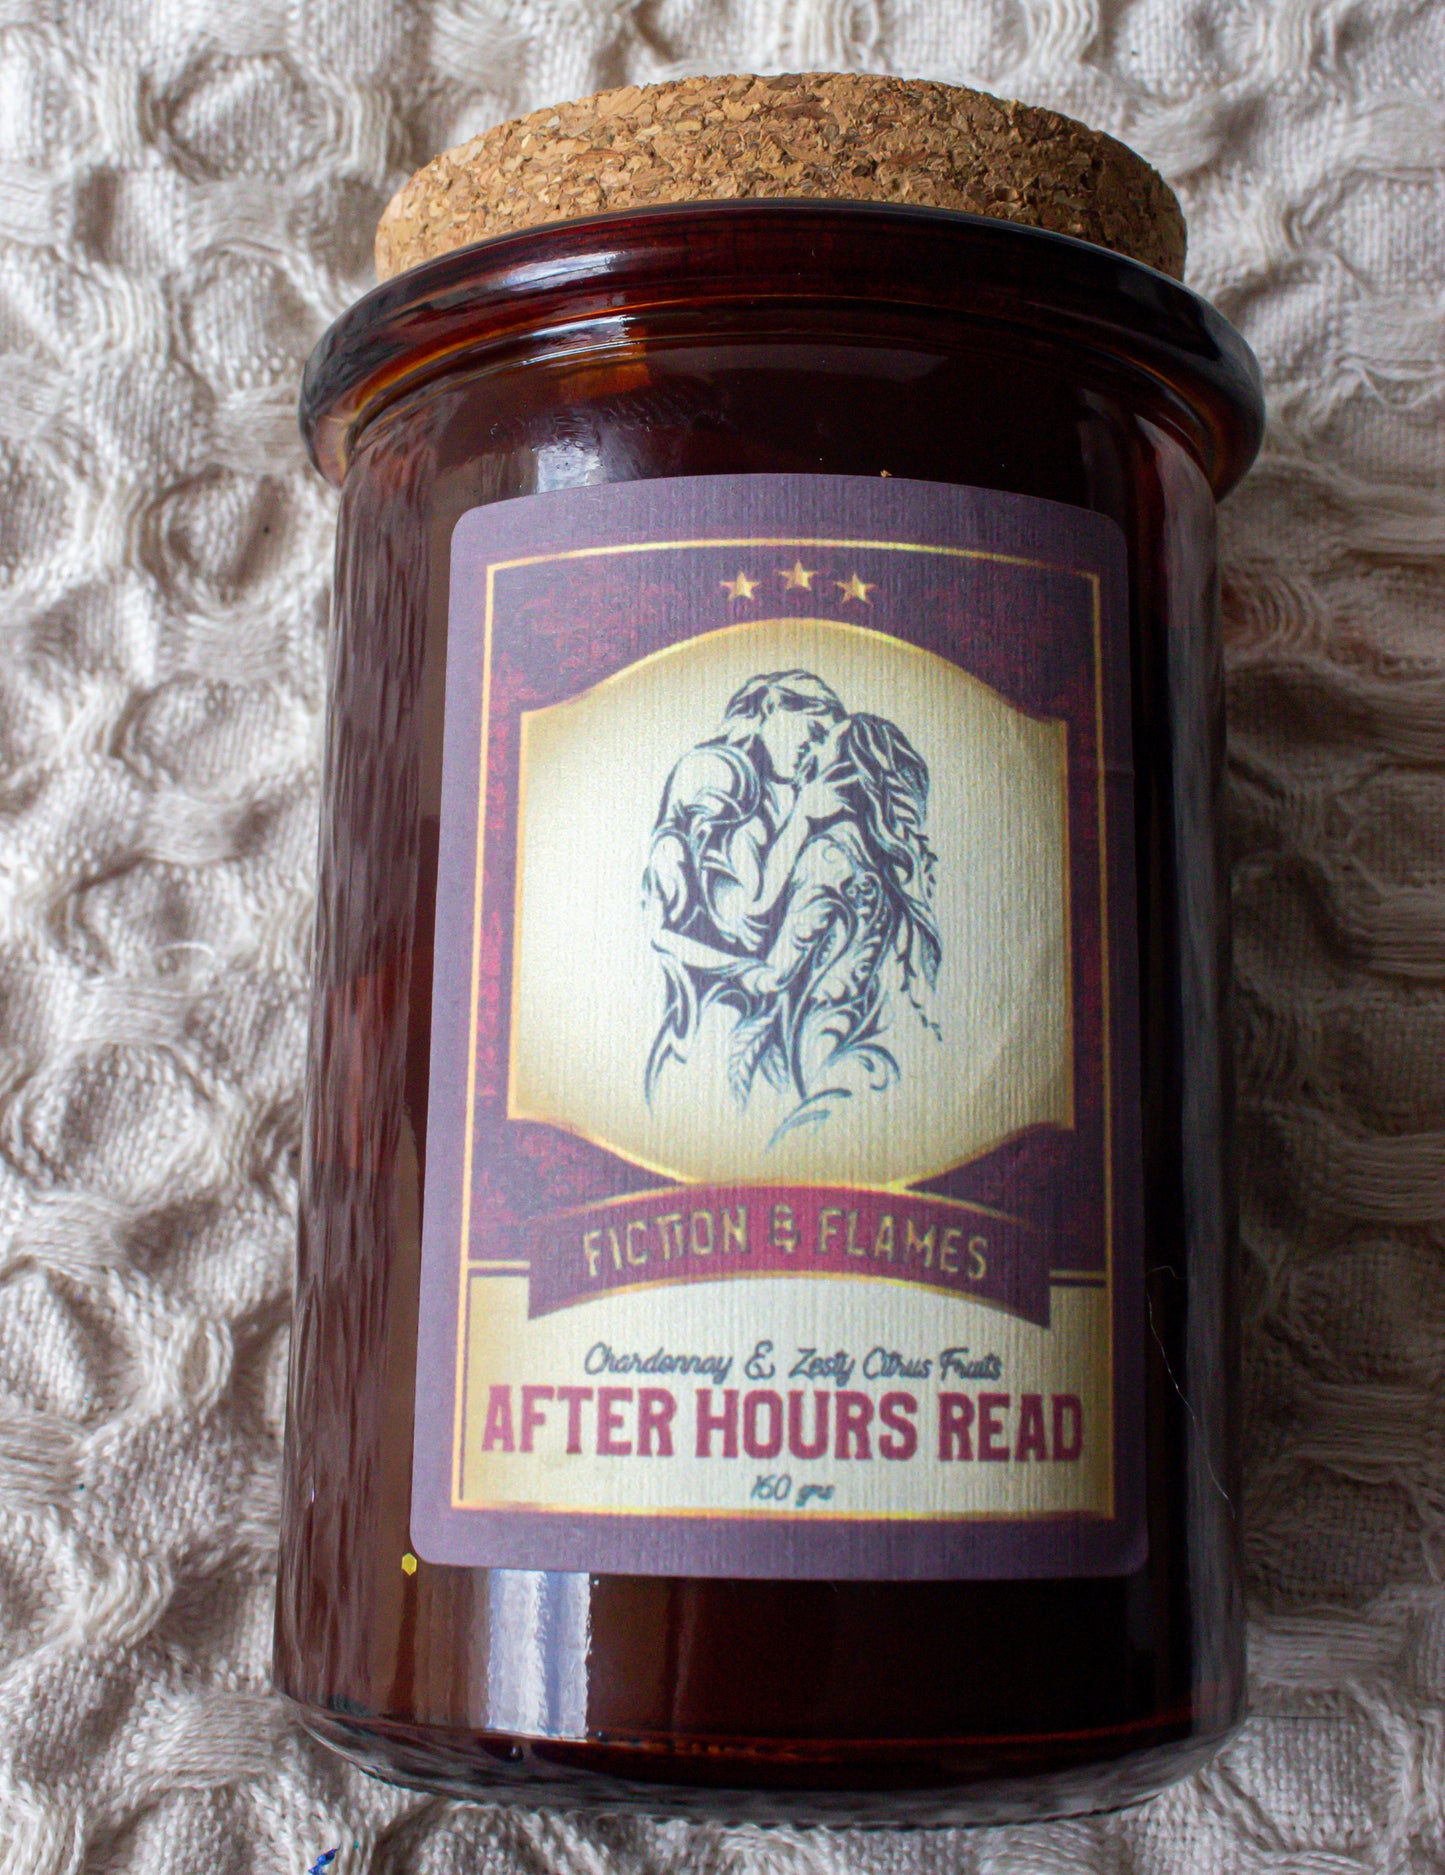 FICTION & FLAMES
Chardonnay & Zesty Citrus Fruits
AFTER HOURS READ
160 gms